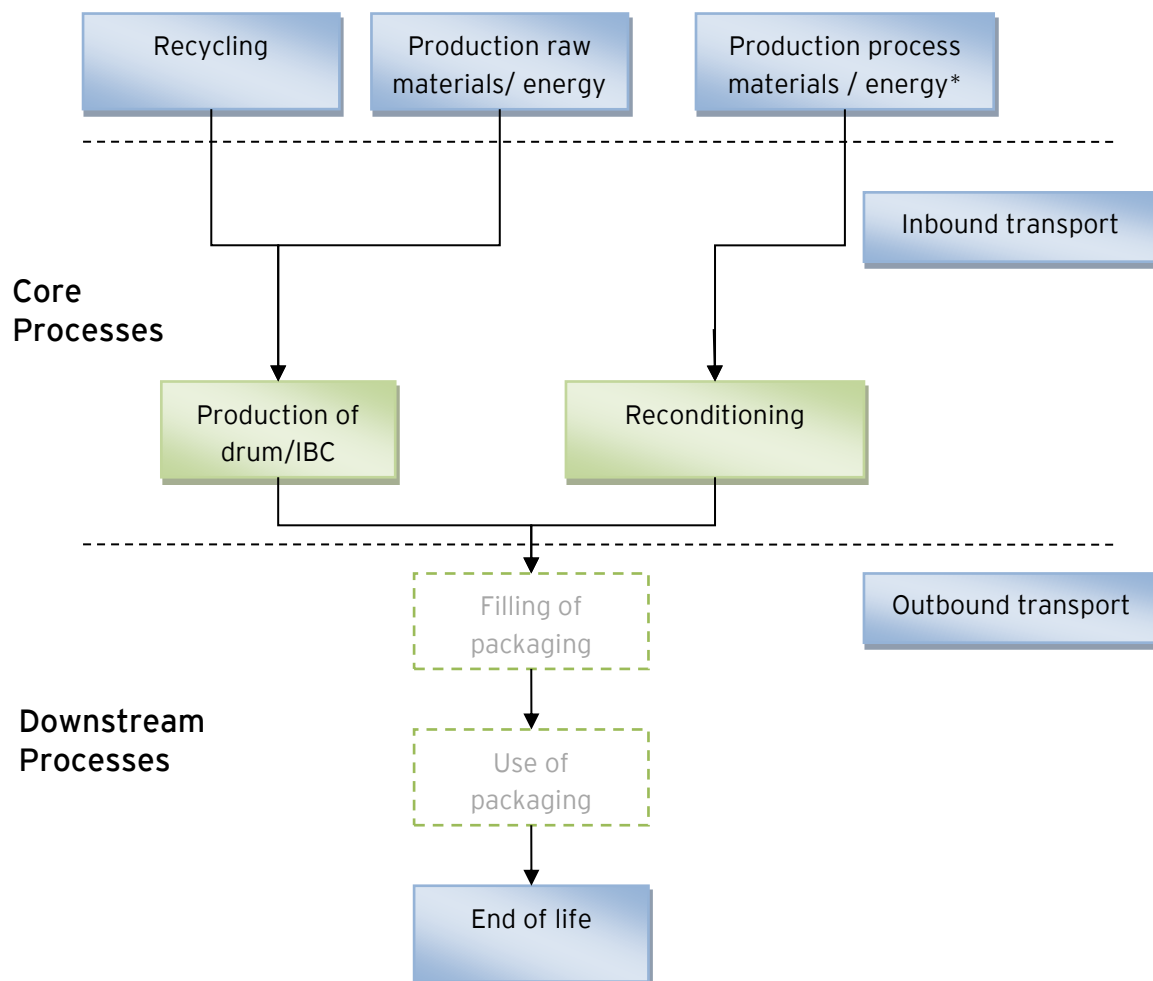 Recycling
Production raw
materials/ energy
Production process
materials / energy*
Inbound transport
Core
Processes
Production of
drum/IBC
Reconditioning
Filling of
packaging
Outbound transport
Downstream
Processes
Use of
packaging
End of life